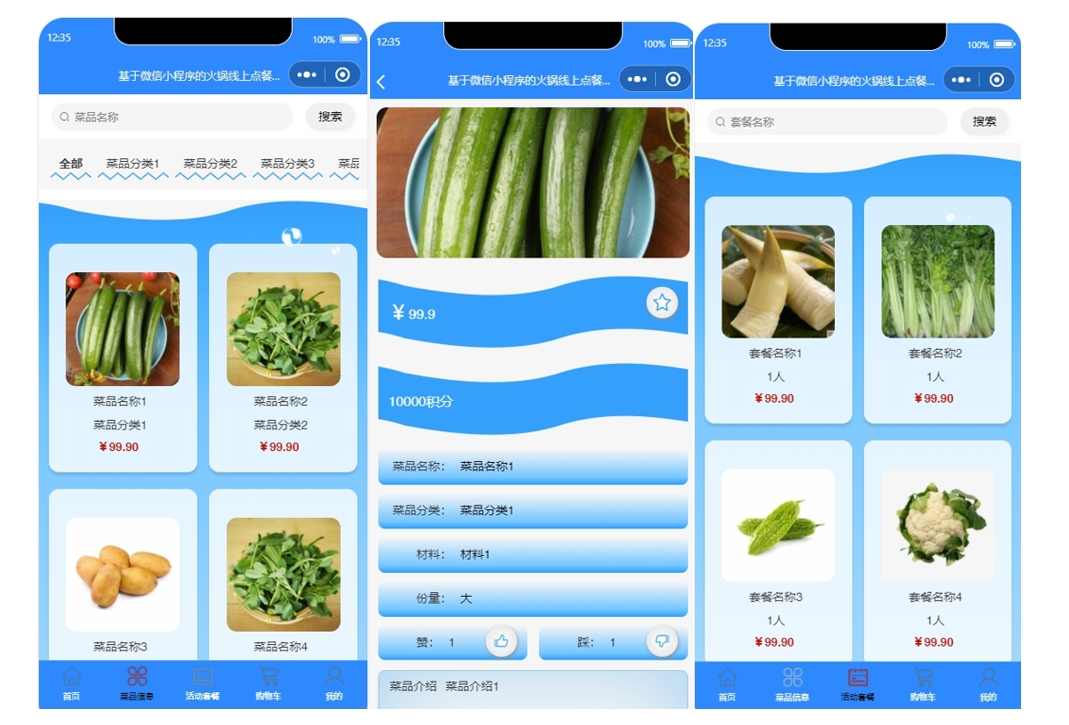 12:35
100%
基于微信小程序的火锅线上点餐...
菜品名称
搜索
全部 菜品分类1 菜品分类2 菜品分类3 菜品
菜品名称1
菜品分类1
￥99.90
菜品名称2
菜品分类2
￥99.90
菜品名称3
菜品名称4
首页 菜品信息 活动套餐 购物车 我的
12:35
100%
基于微信小程序的火锅线上点餐...
￥99.9
10000积分
菜品名称： 菜品名称1
菜品分类： 菜品分类1
材料： 材料1
份量： 大
赞： 1
踩： 1
菜品介绍 菜品介绍1
12:35
100%
基于微信小程序的火锅线上点餐...
套餐名称
搜索
套餐名称1
1人
￥99.90
套餐名称2
1人
￥99.90
套餐名称3
1人
￥99.90
套餐名称4
1人
￥99.90
首页 菜品信息 活动套餐 购物车 我的